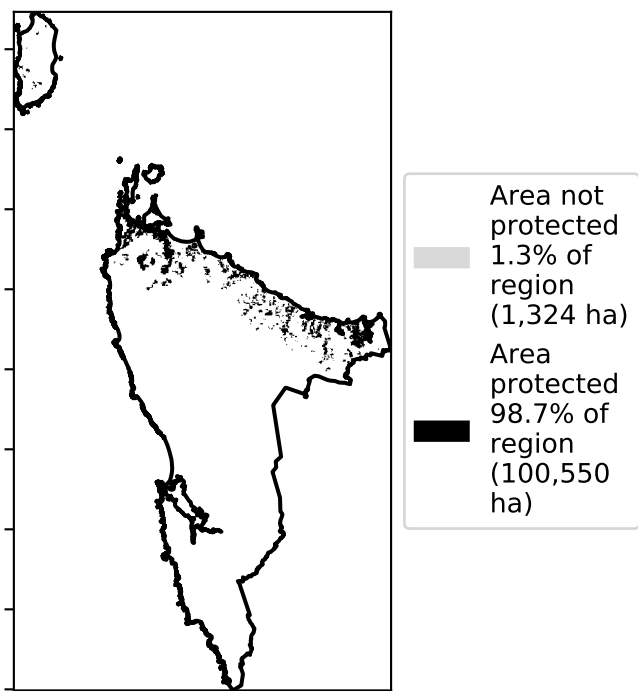 Area not
protected
1.3% of
region
(1,324 ha)
Area
protected
98.7% of
region
(100,550
ha)